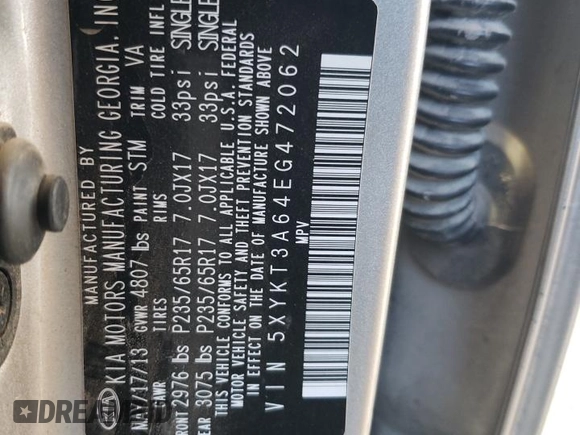 MANUFACTURED BY
KIA MOTORS MANUFACTURING GEORGIA, INC
MAY/17/13 GVWR 4807 lbs PAINT STM TRIM VA
GAWR RIMS COLD TIRE INFL
FRONT 2976 lbs P235/65R17 7.0JX17 33psi SINGLE
REAR 3075 lbs P235/65R17 7.0JX17 33psi SINGLE
THIS VEHICLE CONFORMS TO ALL APPLICABLE U.S.A. FEDERAL
MOTOR VEHICLE SAFETY AND THEFT PREVENTION STANDARDS
IN EFFECT ON THE DATE OF MANUFACTURE SHOWN ABOVE
VIN 5XYKT3A64EG472062
MPV